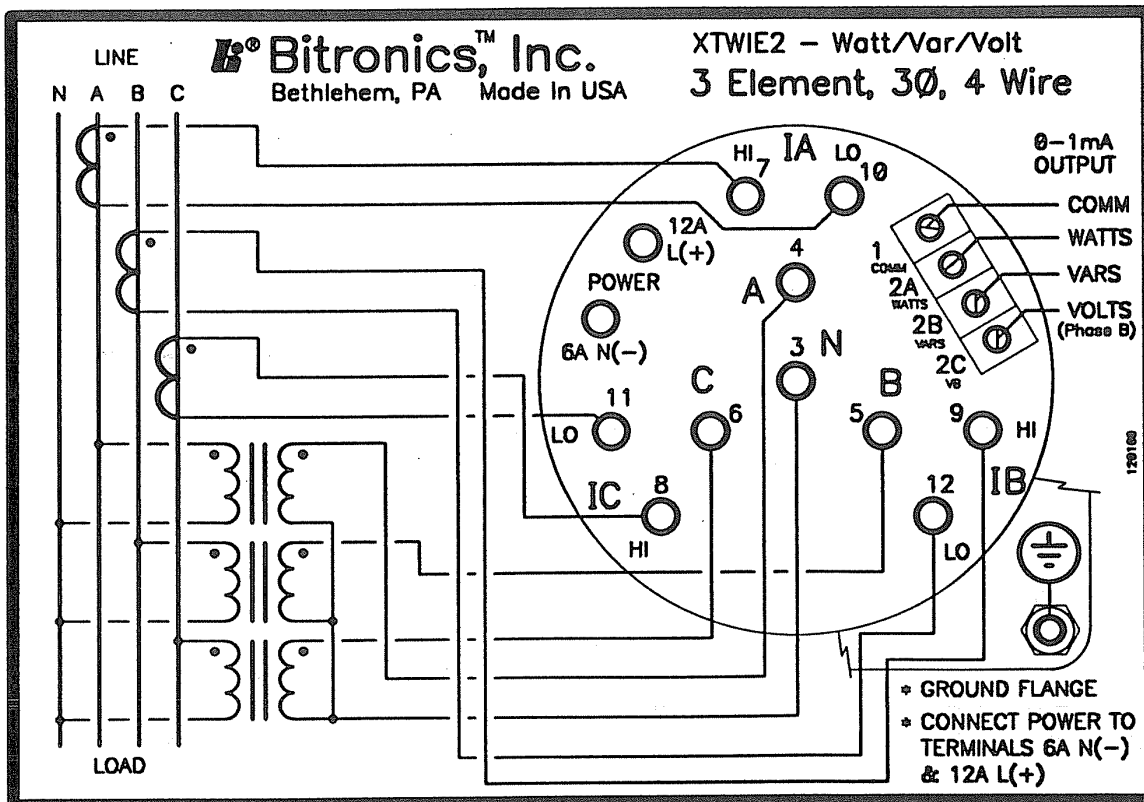 LINE
N A B C
Bitronics,™ Inc.
Bethlehem, PA Made In USA
XTWIE2 - Watt/Var/Volt
3 Element, 3Ø, 4 Wire
0-1mA
OUTPUT
COMM
WATTS
VARS
VOLTS
(Phase B)
HI 7 IA LO 10
12A
L(+)
POWER
6A N(-)
4
A
3 N
1
COMM
2A
WATTS
2B
VARS
2C
VB
11
LO
C
6
B
5
9 HI
IC 8
HI
12 IB
LO
120100
LOAD
* GROUND FLANGE
* CONNECT POWER TO
TERMINALS 6A N(-)
& 12A L(+)